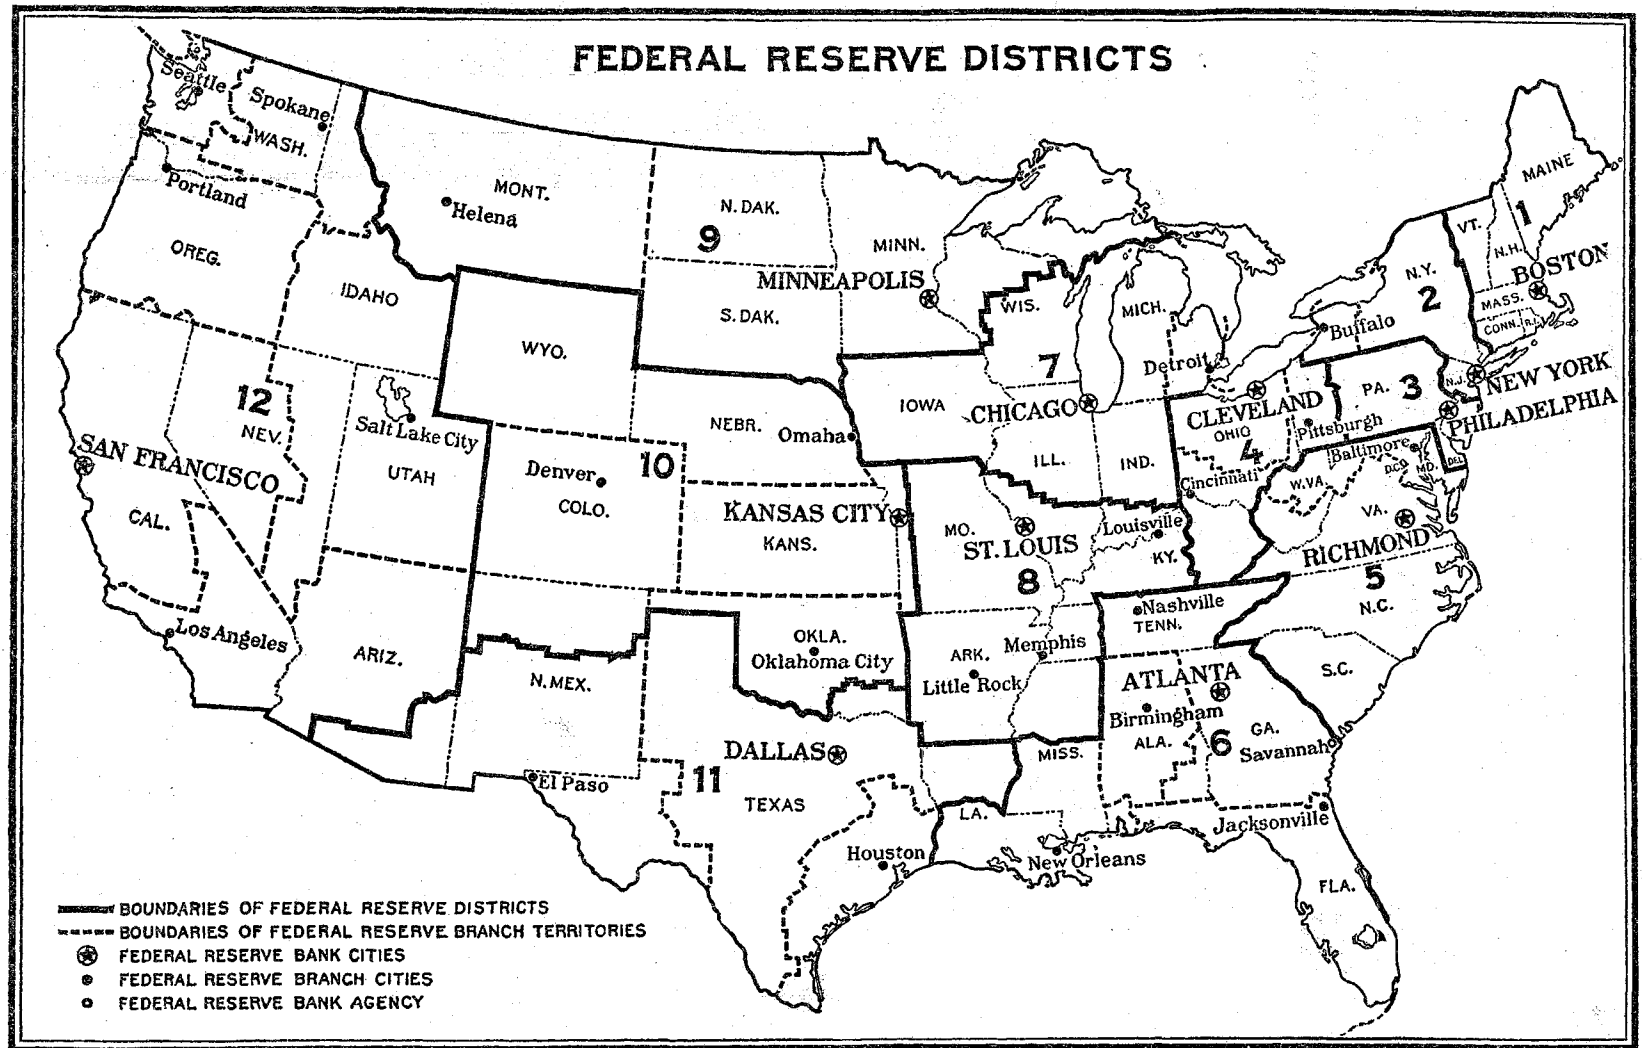 FEDERAL RESERVE DISTRICTS
Seattle
Spokane
WASH.
Portland
OREG.
IDAHO
MONT.
Helena
N. DAK.
9
MINN.
MINNEAPOLIS
S. DAK.
WYO.
WIS.
MICH.
7
Detroit
IOWA
CHICAGO
ILL.
IND.
MAINE
VT.
1
N.H.
BOSTON
MASS.
CONN.
R.I.
N.Y.
2
Buffalo
NEW YORK
N.J.
PA.
3
PHILADELPHIA
CLEVELAND
OHIO
4
Pittsburgh
Cincinnati
Baltimore
D.C.
MD.
DEL.
W.VA.
VA.
RICHMOND
5
N.C.
S.C.
12
NEV.
SAN FRANCISCO
CAL.
Los Angeles
Salt Lake City
UTAH
ARIZ.
NEBR.
Omaha
Denver
10
COLO.
KANSAS CITY
KANS.
MO.
ST. LOUIS
8
Louisville
KY.
Nashville
TENN.
Memphis
ARK.
Little Rock
OKLA.
Oklahoma City
N. MEX.
El Paso
DALLAS
11
TEXAS
Houston
LA.
New Orleans
MISS.
ATLANTA
Birmingham
ALA.
6
GA.
Savannah
Jacksonville
FLA.
BOUNDARIES OF FEDERAL RESERVE DISTRICTS
BOUNDARIES OF FEDERAL RESERVE BRANCH TERRITORIES
FEDERAL RESERVE BANK CITIES
FEDERAL RESERVE BRANCH CITIES
FEDERAL RESERVE BANK AGENCY